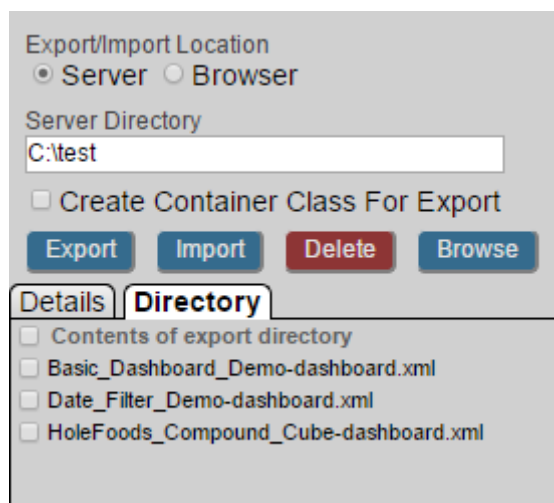 Export/Import Location
Server Browser
Server Directory
C:\test
Create Container Class For Export
Export Import Delete Browse
Details Directory
Contents of export directory
Basic_Dashboard_Demo-dashboard.xml
Date_Filter_Demo-dashboard.xml
HoleFoods_Compound_Cube-dashboard.xml